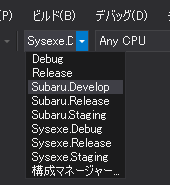 (P) ビルド(B) デバッグ(D)
Sysexe.D Any CPU
Debug
Release
Subaru.Develop
Subaru.Release
Subaru.Staging
Sysexe.Debug
Sysexe.Release
Sysexe.Staging
構成マネージャー...